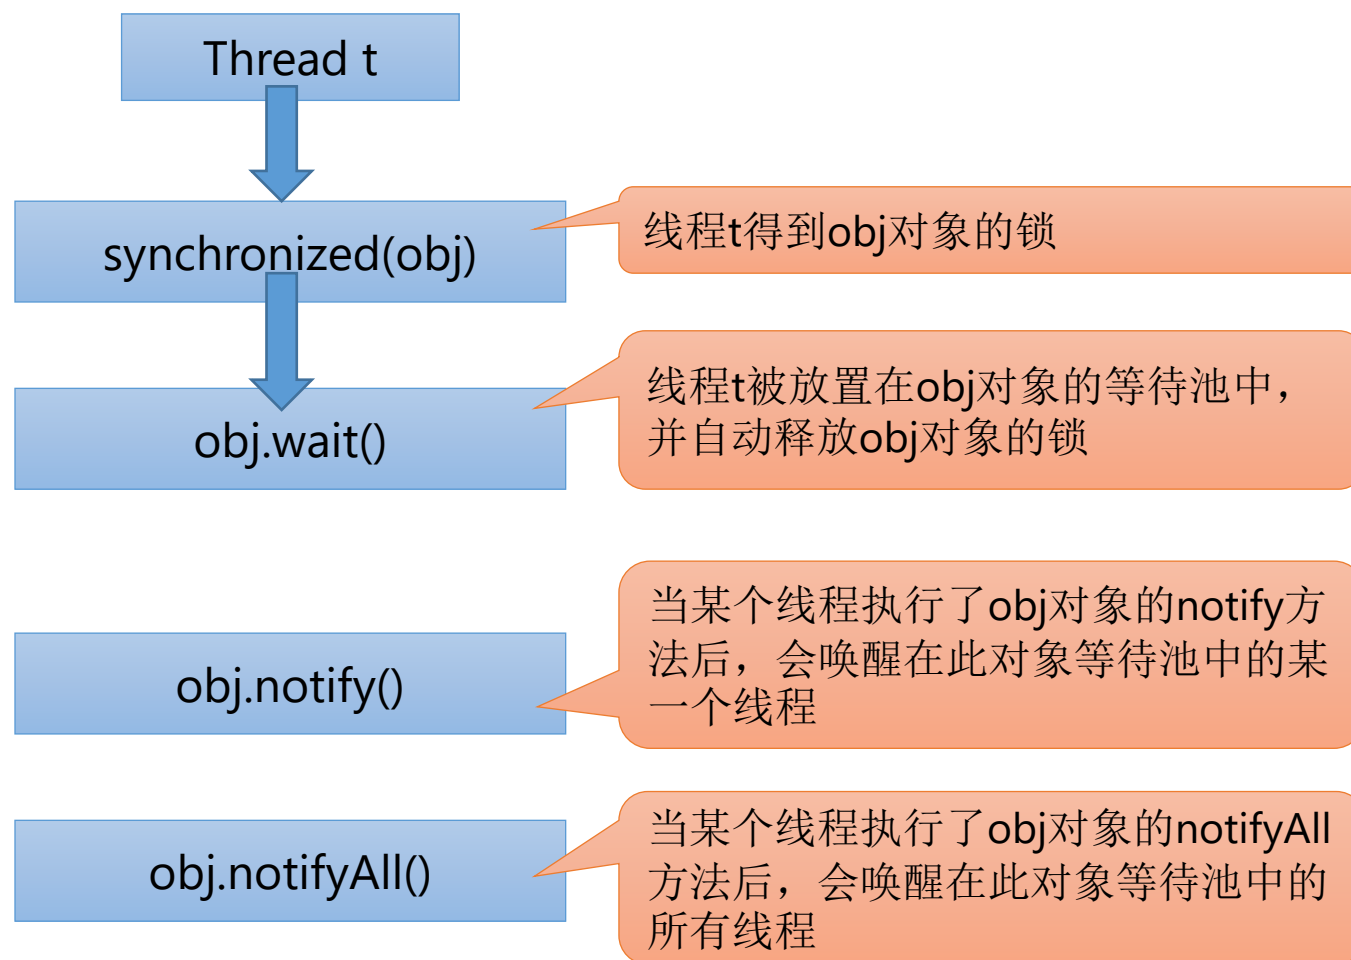 Thread t
synchronized(obj)
线程t得到obj对象的锁
obj.wait()
线程t被放置在obj对象的等待池中，
并自动释放obj对象的锁
obj.notify()
当某个线程执行了obj对象的notify方
法后，会唤醒在此对象等待池中的某
一个线程
obj.notifyAll()
当某个线程执行了obj对象的notifyAll
方法后，会唤醒在此对象等待池中的
所有线程